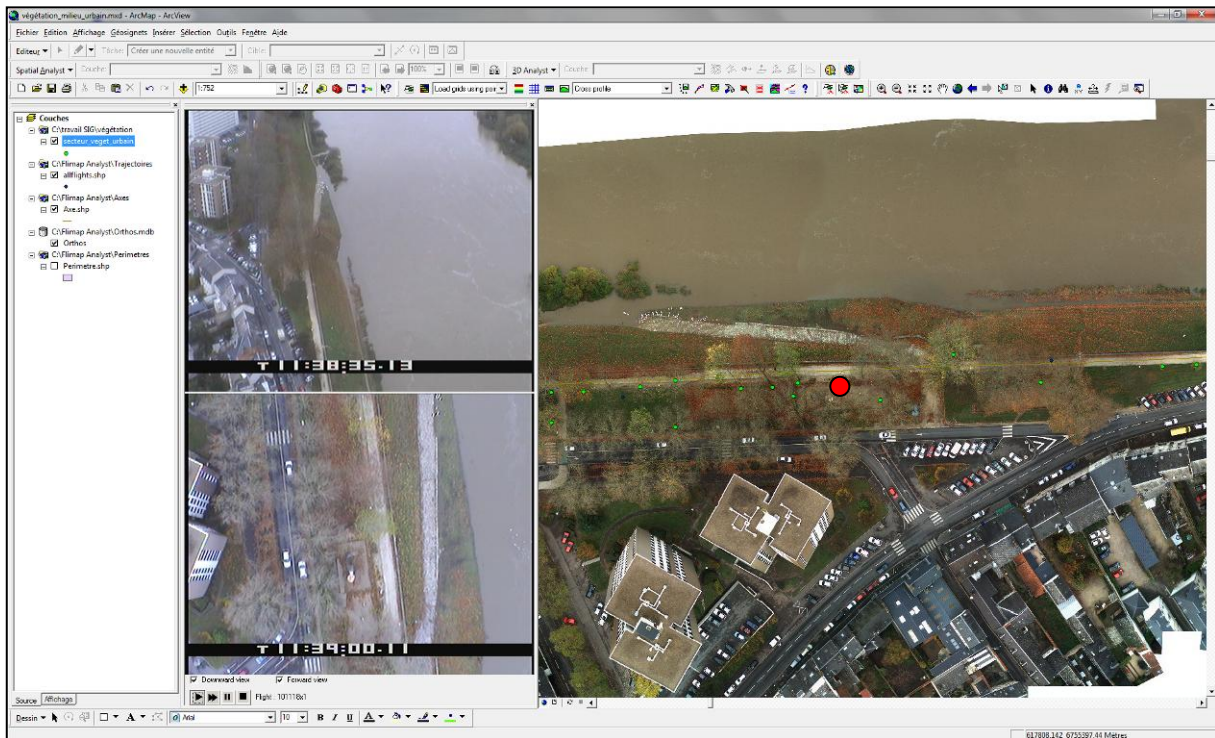 végétation_milieu_urbain.mxd - ArcMap - ArcView
Fichier Edition Affichage Géosignets Insérer Sélection Outils Fenêtre Aide
Editeur Tâche: Créer une nouvelle entité Cible:
Spatial Analyst Couche: 100% 3D Analyst Couche:
1:752 Load grids using poir Cross profile
Couches
C:\travail SIG\végétation
secteur_veget_urbain
C:\Flimap Analyst\Trajectoires
allflights.shp
C:\Flimap Analyst\Axes
Axe.shp
C:\Flimap Analyst\Orthos.mdb
Orthos
C:\Flimap Analyst\Perimetres
Perimetre.shp
T 11:38:35.13
T 11:39:00.11
Downward view Forward view
Flight : 101118x1
Source Affichage
Dessin A Arial 10 B I U A
617808.142 6755397.44 Mètres